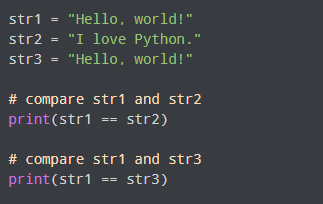 str1 = "Hello, world!"
str2 = "I love Python."
str3 = "Hello, world!"
# compare str1 and str2
print(str1 == str2)
# compare str1 and str3
print(str1 == str3)